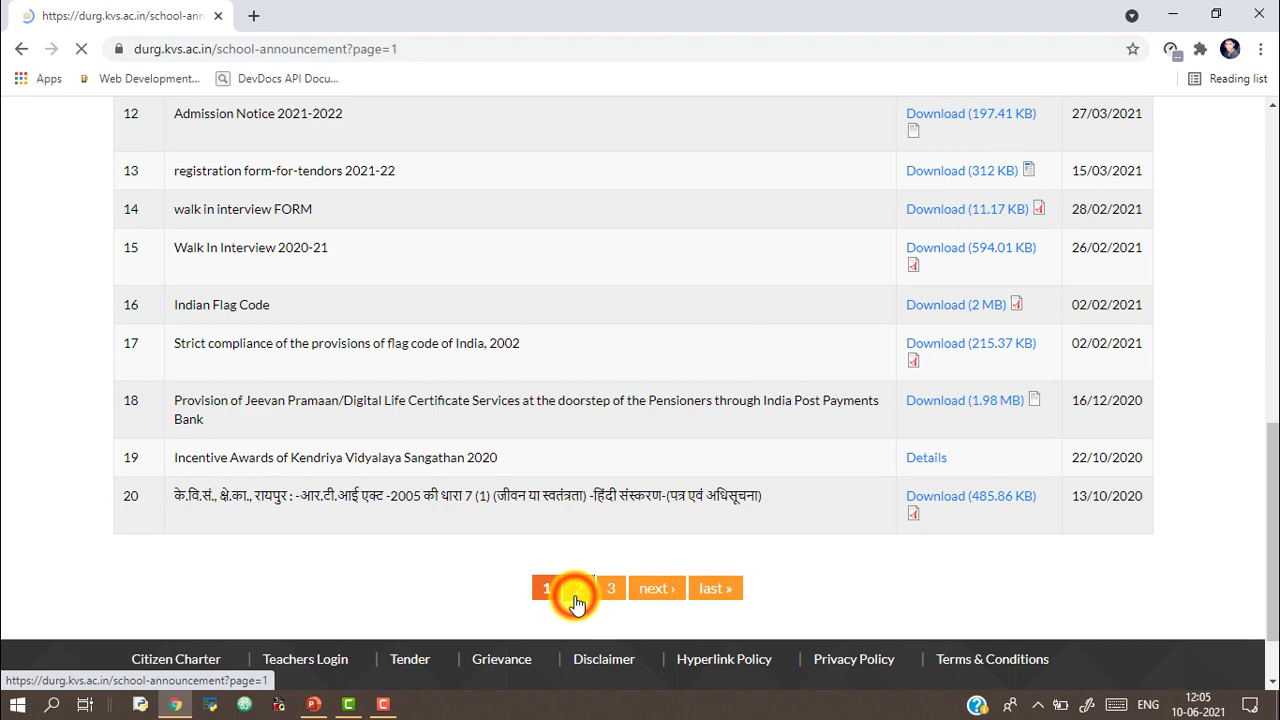 https://durg.kvs.ac.in/school-ann
durg.kvs.ac.in/school-announcement?page=1
Apps Web Development... DevDocs API Docu... Reading list
12 Admission Notice 2021-2022 Download (197.41 KB) 27/03/2021
13 registration form-for-tendors 2021-22 Download (312 KB) 15/03/2021
14 walk in interview FORM Download (11.17 KB) 28/02/2021
15 Walk In Interview 2020-21 Download (594.01 KB) 26/02/2021
16 Indian Flag Code Download (2 MB) 02/02/2021
17 Strict compliance of the provisions of flag code of India, 2002 Download (215.37 KB) 02/02/2021
18 Provision of Jeevan Pramaan/Digital Life Certificate Services at the doorstep of the Pensioners through India Post Payments Download (1.98 MB) 16/12/2020
Bank
19 Incentive Awards of Kendriya Vidyalaya Sangathan 2020 Details 22/10/2020
20 के.वि.सं., क्षे.का., रायपुर : -आर.टी.आई एक्ट -2005 की धारा 7 (1) (जीवन या स्वतंत्रता) -हिंदी संस्करण-(पत्र एवं अधिसूचना) Download (485.86 KB) 13/10/2020
1 2 3 next › last »
Citizen Charter | Teachers Login | Tender | Grievance | Disclaimer | Hyperlink Policy | Privacy Policy | Terms & Conditions
https://durg.kvs.ac.in/school-announcement?page=1
ENG 12:05
10-06-2021